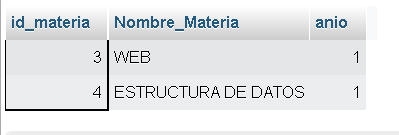 id_materia Nombre_Materia anio
3 WEB 1
4 ESTRUCTURA DE DATOS 1